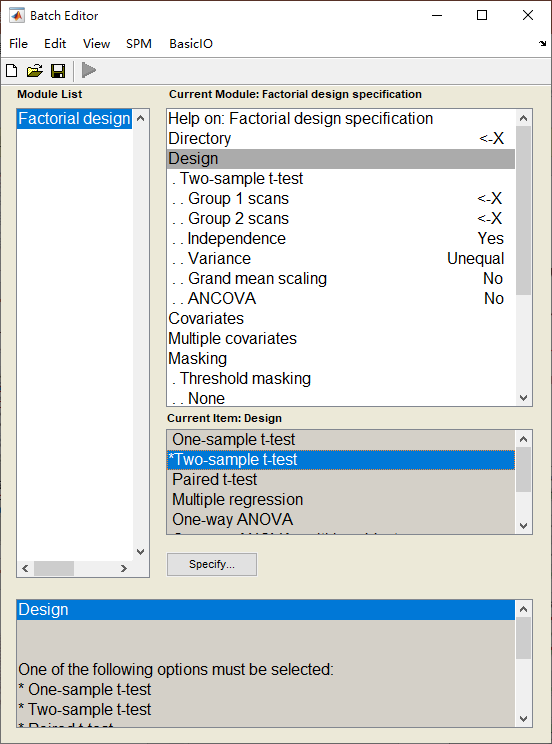 Batch Editor
File Edit View SPM BasicIO
Module List
Current Module: Factorial design specification
Factorial design
Help on: Factorial design specification
Directory <-X
Design
. Two-sample t-test
. . Group 1 scans <-X
. . Group 2 scans <-X
. . Independence Yes
. . Variance Unequal
. . Grand mean scaling No
. . ANCOVA No
Covariates
Multiple covariates
Masking
. Threshold masking
. . None
Current Item: Design
One-sample t-test
*Two-sample t-test
Paired t-test
Multiple regression
One-way ANOVA
Specify...
Design
One of the following options must be selected:
* One-sample t-test
* Two-sample t-test
* Paired t-test